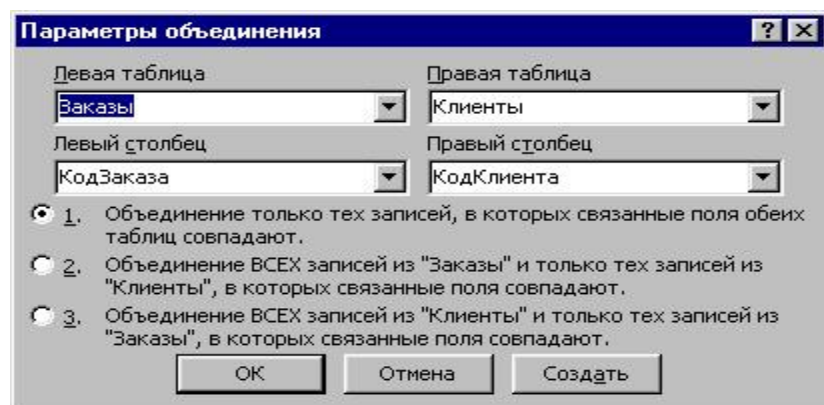 Параметры объединения
Левая таблица
Правая таблица
Заказы
Клиенты
Левый столбец
Правый столбец
КодЗаказа
КодКлиента
1. Объединение только тех записей, в которых связанные поля обеих
таблиц совпадают.
2. Объединение ВСЕХ записей из "Заказы" и только тех записей из
"Клиенты", в которых связанные поля совпадают.
3. Объединение ВСЕХ записей из "Клиенты" и только тех записей из
"Заказы", в которых связанные поля совпадают.
ОК
Отмена
Создать